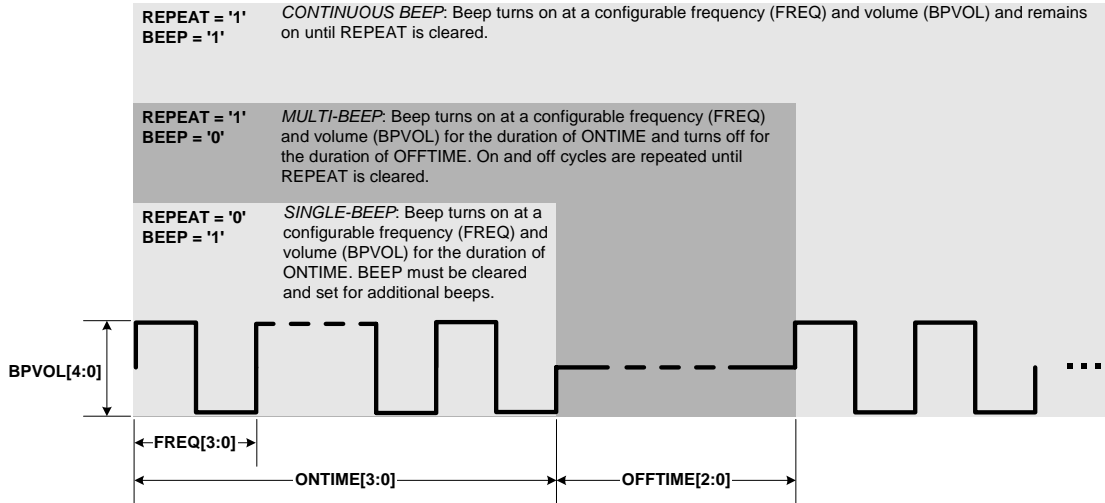 REPEAT = '1'
BEEP = '1'
CONTINUOUS BEEP: Beep turns on at a configurable frequency (FREQ) and volume (BPVOL) and remains
on until REPEAT is cleared.
REPEAT = '1'
BEEP = '0'
MULTI-BEEP: Beep turns on at a configurable frequency (FREQ)
and volume (BPVOL) for the duration of ONTIME and turns off for
the duration of OFFTIME. On and off cycles are repeated until
REPEAT is cleared.
REPEAT = '0'
BEEP = '1'
SINGLE-BEEP: Beep turns on at a
configurable frequency (FREQ) and
volume (BPVOL) for the duration of
ONTIME. BEEP must be cleared
and set for additional beeps.
BPVOL[4:0]
...
FREQ[3:0]
ONTIME[3:0]
OFFTIME[2:0]